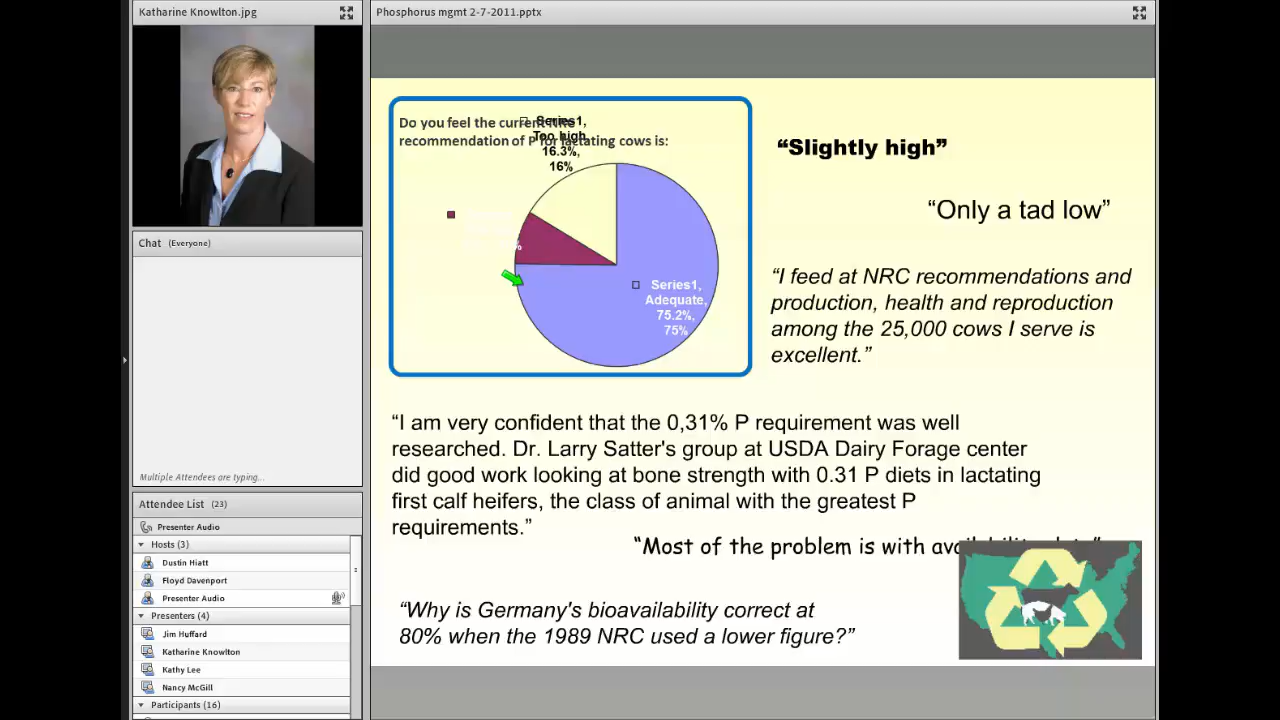 Katharine Knowlton.jpg
Chat (Everyone)
Multiple Attendees are typing...
Attendee List (23)
Presenter Audio
Hosts (3)
Dustin Hiatt
Floyd Davenport
Presenter Audio
Presenters (4)
Jim Huffard
Katharine Knowlton
Kathy Lee
Nancy McGill
Participants (16)
Phosphorus mgmt 2-7-2011.pptx
Do you feel the current
recommendation of P for lactating cows is:
Series1,
Too high,
16.3%,
16%
Series1,
Adequate,
75.2%,
75%
“Slightly high”
“Only a tad low”
“I feed at NRC recommendations and
production, health and reproduction
among the 25,000 cows I serve is
excellent.”
“I am very confident that the 0,31% P requirement was well
researched. Dr. Larry Satter's group at USDA Dairy Forage center
did good work looking at bone strength with 0.31 P diets in lactating
first calf heifers, the class of animal with the greatest P
requirements.”
“Most of the problem is with
“Why is Germany's bioavailability correct at
80% when the 1989 NRC used a lower figure?”